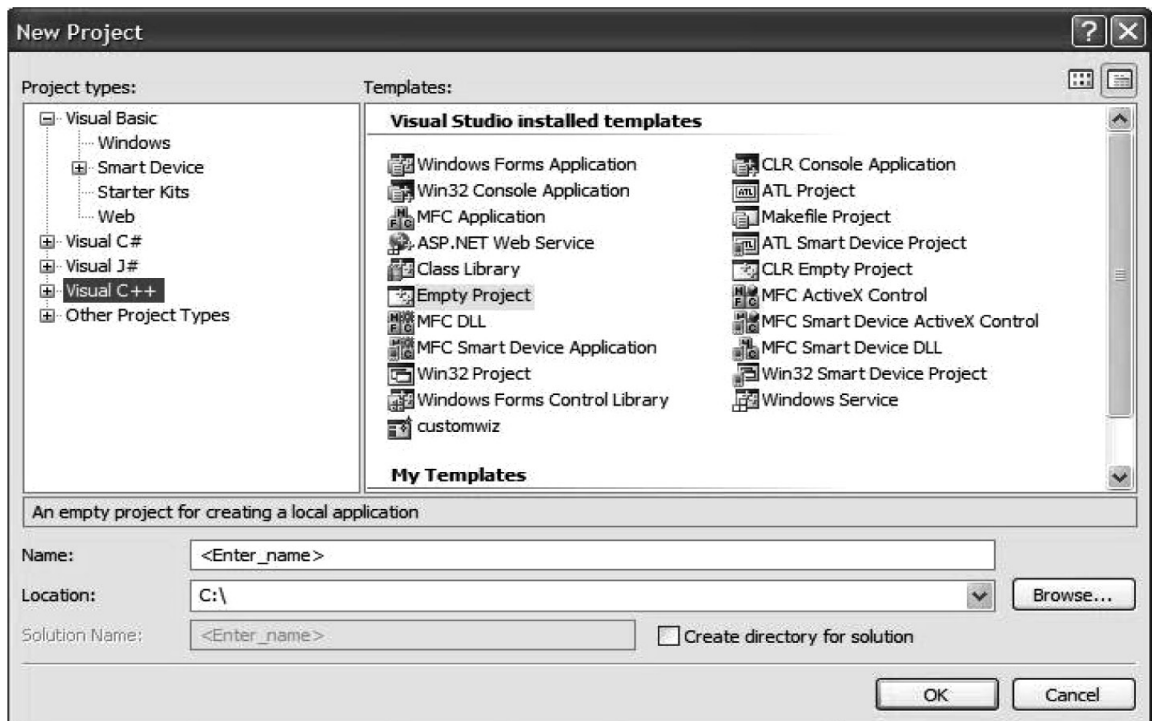 New Project
Project types:
Templates:
Visual Basic
Windows
Smart Device
Starter Kits
Web
Visual C#
Visual J#
Visual C++
Other Project Types
Visual Studio installed templates
Windows Forms Application
Win32 Console Application
MFC Application
ASP.NET Web Service
Class Library
Empty Project
MFC DLL
MFC Smart Device Application
Win32 Project
Windows Forms Control Library
customwiz
CLR Console Application
ATL Project
Makefile Project
ATL Smart Device Project
CLR Empty Project
MFC ActiveX Control
MFC Smart Device ActiveX Control
MFC Smart Device DLL
Win32 Smart Device Project
Windows Service
My Templates
An empty project for creating a local application
Name: <Enter_name>
Location: C:\ Browse...
Solution Name: <Enter_name> Create directory for solution
OK Cancel